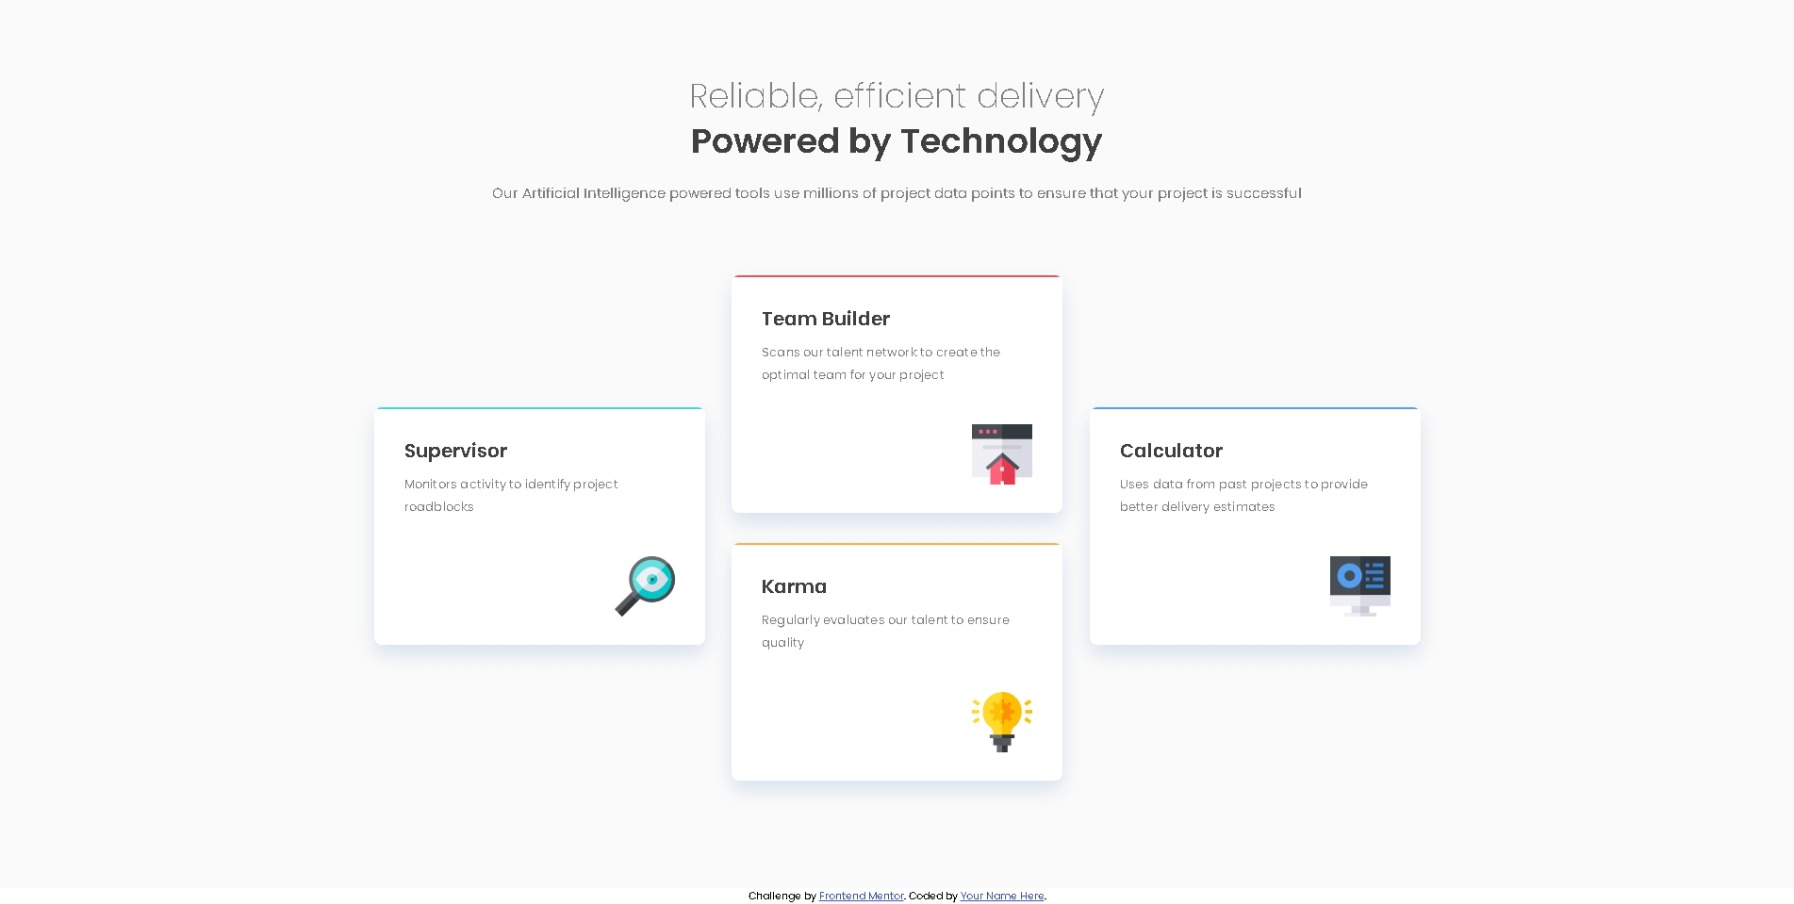 Reliable, efficient delivery
Powered by Technology
Our Artificial Intelligence powered tools use millions of project data points to ensure that your project is successful
Team Builder
Scans our talent network to create the
optimal team for your project
Supervisor
Monitors activity to identify project
roadblocks
Calculator
Uses data from past projects to provide
better delivery estimates
Karma
Regularly evaluates our talent to ensure
quality
Challenge by Frontend Mentor. Coded by Your Name Here.